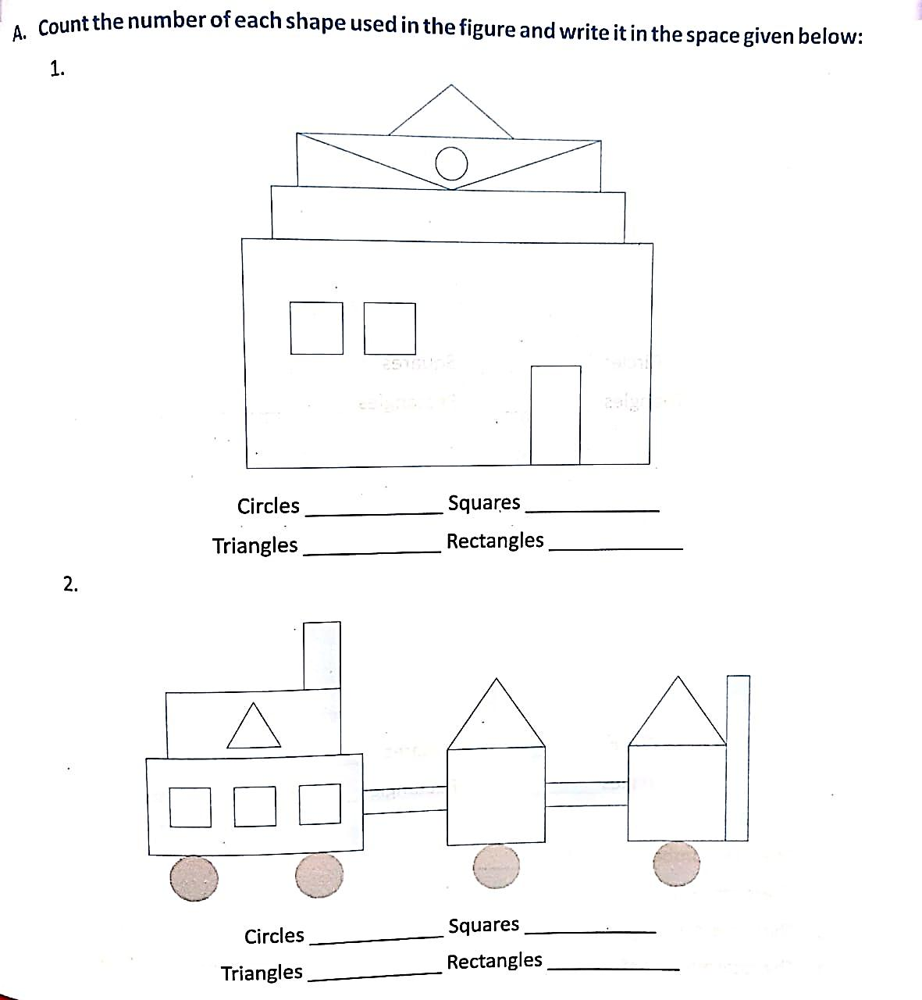 A. Count the number of each shape used in the figure and write it in the space given below:
1.
Circles ____________ Squares ____________
Triangles ____________ Rectangles ____________
2.
Circles ____________ Squares ____________
Triangles ____________ Rectangles ____________